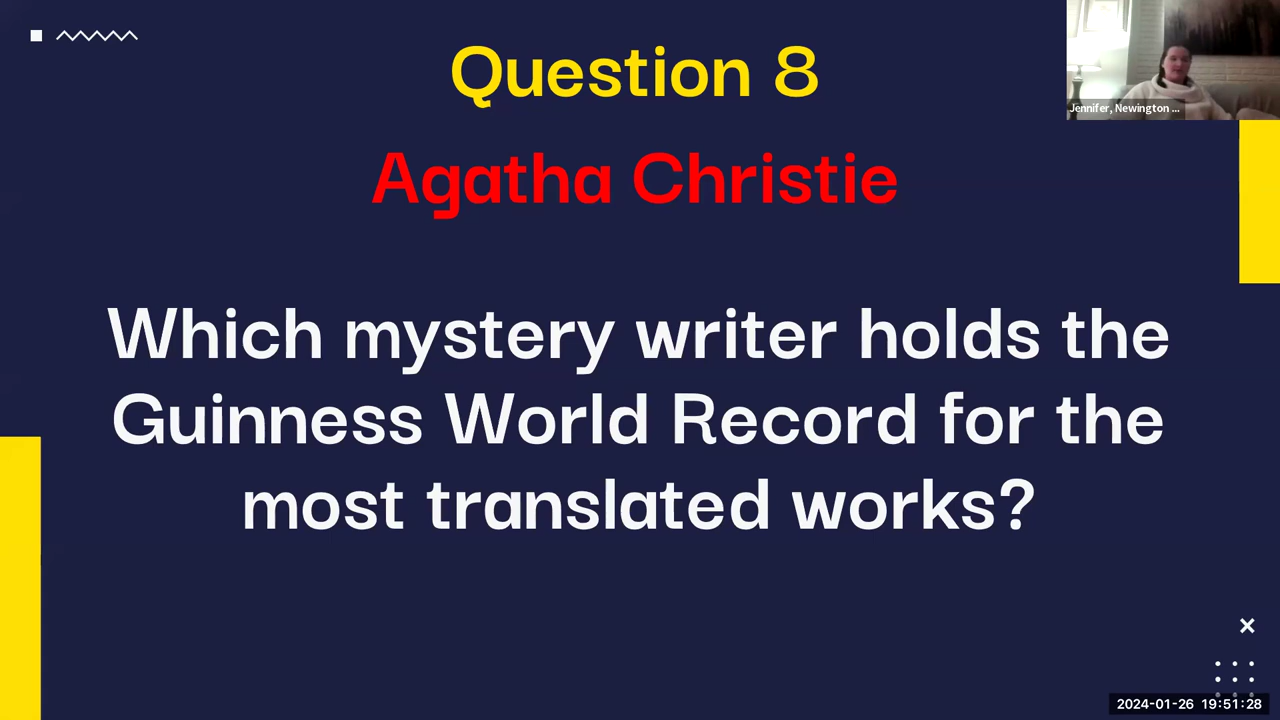 Question 8
Jennifer, Newington ...
Agatha Christie
Which mystery writer holds the
Guinness World Record for the
most translated works?
2024-01-26 19:51:28